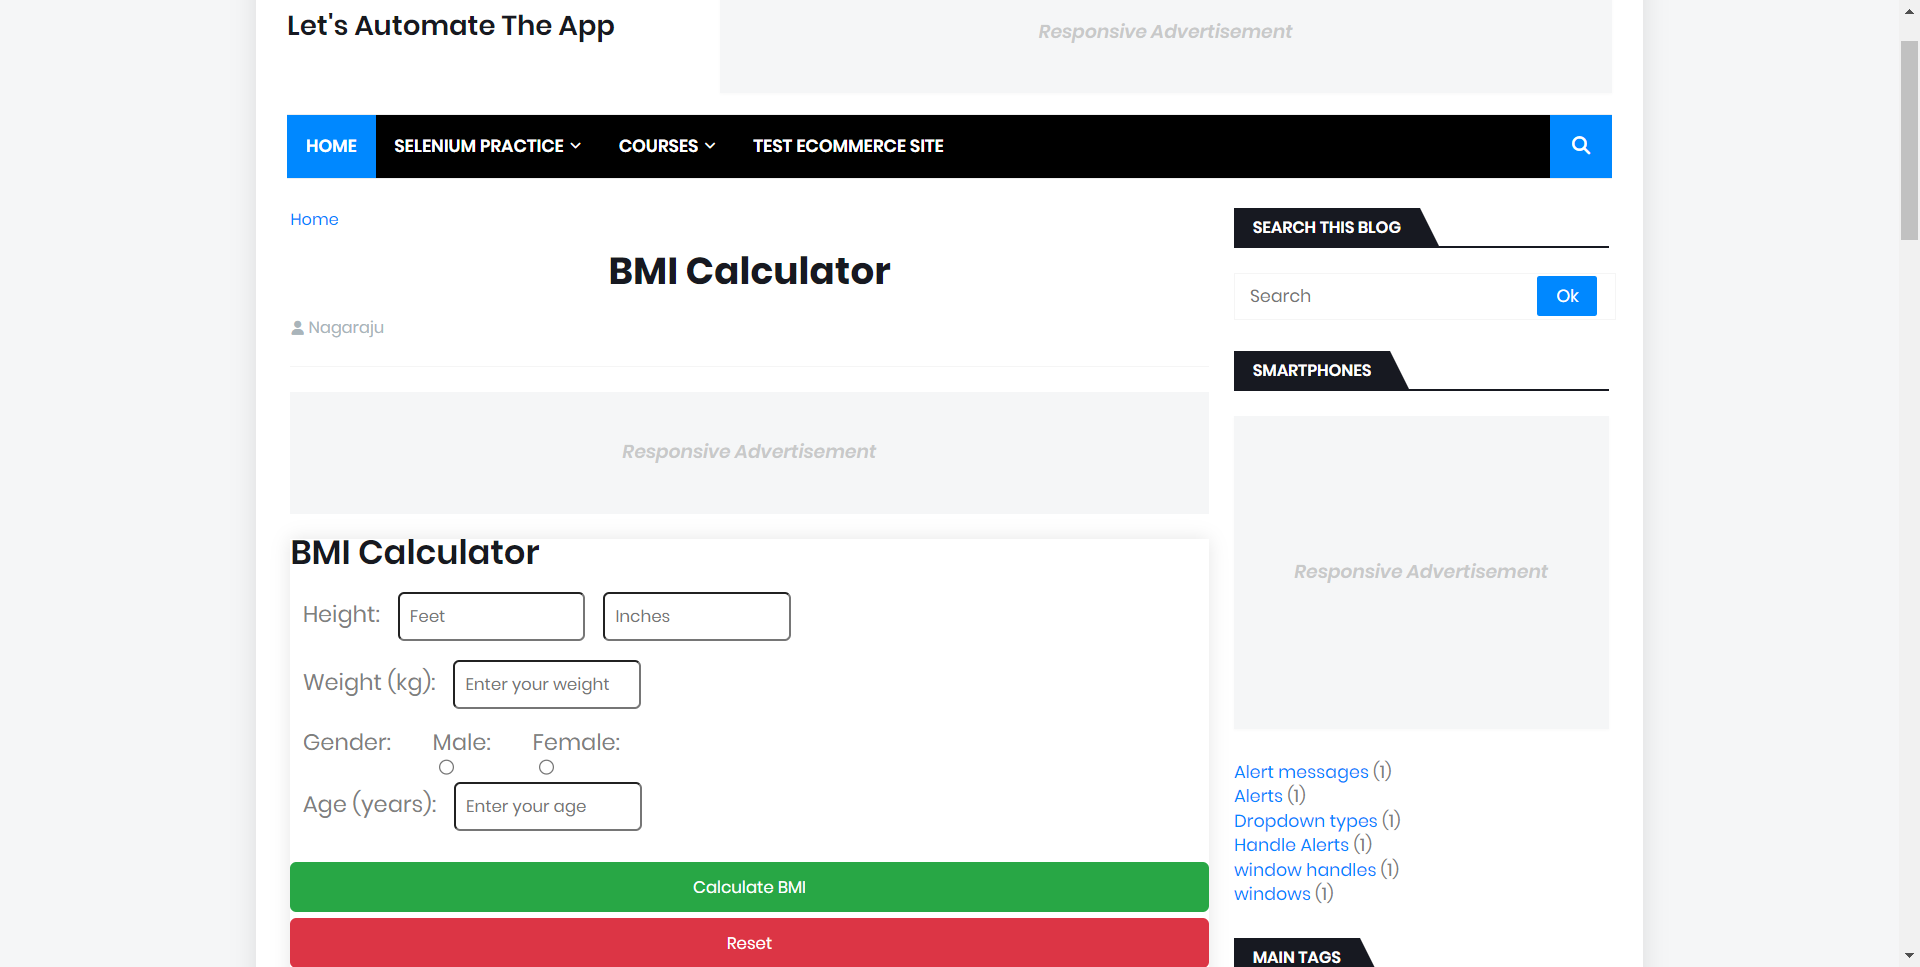 Let's Automate The App
Responsive Advertisement
HOME SELENIUM PRACTICE COURSES TEST ECOMMERCE SITE
Home
BMI Calculator
Nagaraju
Responsive Advertisement
BMI Calculator
Height: Feet Inches
Weight (kg): Enter your weight
Gender: Male: Female:
Age (years): Enter your age
Calculate BMI
Reset
SEARCH THIS BLOG
Search Ok
SMARTPHONES
Responsive Advertisement
Alert messages (1)
Alerts (1)
Dropdown types (1)
Handle Alerts (1)
window handles (1)
windows (1)
MAIN TAGS